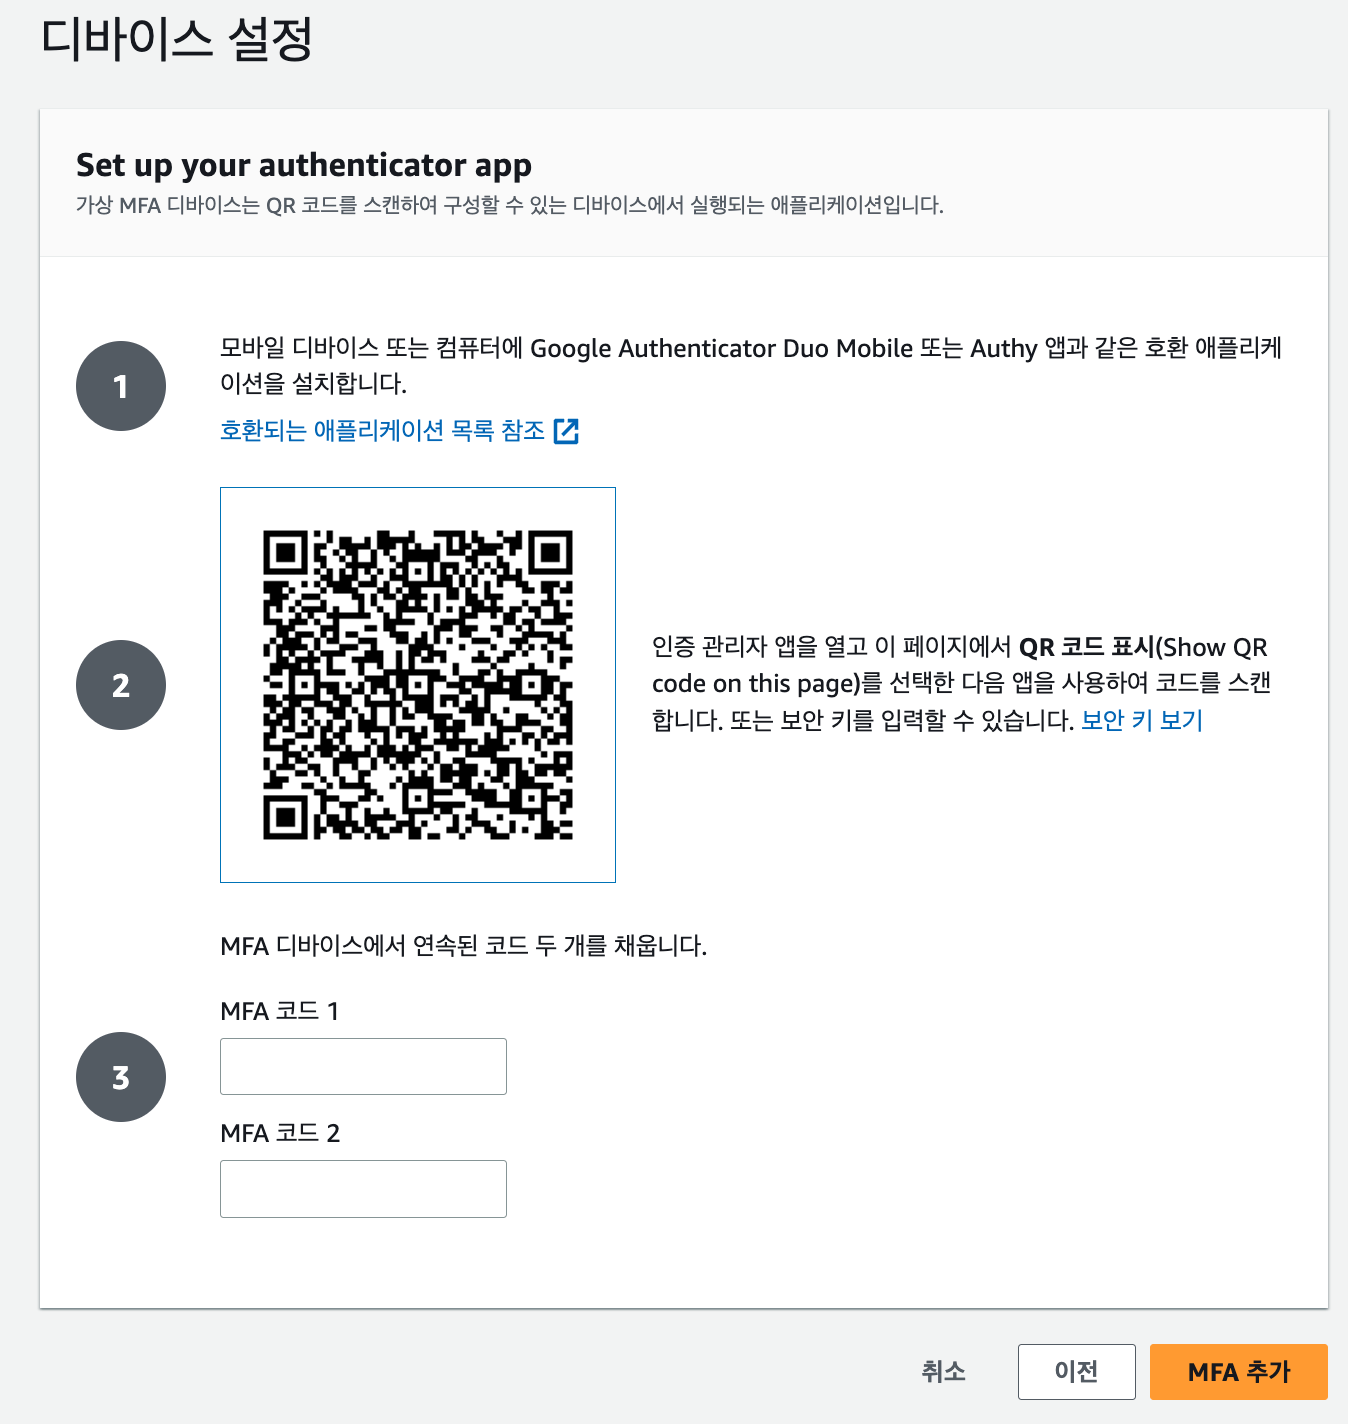 디바이스 설정
Set up your authenticator app
가상 MFA 디바이스는 QR 코드를 스캔하여 구성할 수 있는 디바이스에서 실행되는 애플리케이션입니다.
1
모바일 디바이스 또는 컴퓨터에 Google Authenticator Duo Mobile 또는 Authy 앱과 같은 호환 애플리케
이션을 설치합니다.
호환되는 애플리케이션 목록 참조
2
인증 관리자 앱을 열고 이 페이지에서 QR 코드 표시(Show QR
code on this page)를 선택한 다음 앱을 사용하여 코드를 스캔
합니다. 또는 보안 키를 입력할 수 있습니다. 보안 키 보기
3
MFA 디바이스에서 연속된 코드 두 개를 채웁니다.
MFA 코드 1
MFA 코드 2
취소
이전
MFA 추가